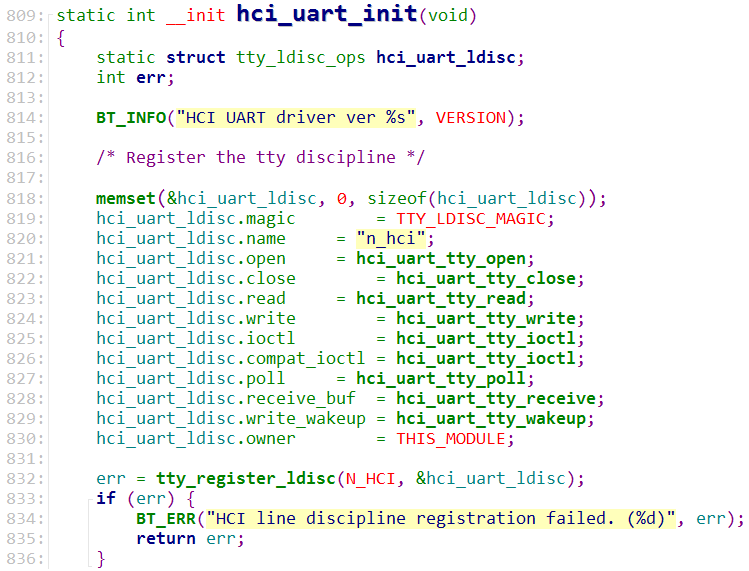 809: static int __init hci_uart_init(void)
810: {
811:     static struct tty_ldisc_ops hci_uart_ldisc;
812:     int err;
813:
814:     BT_INFO("HCI UART driver ver %s", VERSION);
815:
816:     /* Register the tty discipline */
817:
818:     memset(&hci_uart_ldisc, 0, sizeof(hci_uart_ldisc));
819:     hci_uart_ldisc.magic        = TTY_LDISC_MAGIC;
820:     hci_uart_ldisc.name     = "n_hci";
821:     hci_uart_ldisc.open     = hci_uart_tty_open;
822:     hci_uart_ldisc.close        = hci_uart_tty_close;
823:     hci_uart_ldisc.read     = hci_uart_tty_read;
824:     hci_uart_ldisc.write        = hci_uart_tty_write;
825:     hci_uart_ldisc.ioctl        = hci_uart_tty_ioctl;
826:     hci_uart_ldisc.compat_ioctl = hci_uart_tty_ioctl;
827:     hci_uart_ldisc.poll     = hci_uart_tty_poll;
828:     hci_uart_ldisc.receive_buf  = hci_uart_tty_receive;
829:     hci_uart_ldisc.write_wakeup = hci_uart_tty_wakeup;
830:     hci_uart_ldisc.owner        = THIS_MODULE;
831:
832:     err = tty_register_ldisc(N_HCI, &hci_uart_ldisc);
833:     if (err) {
834:         BT_ERR("HCI line discipline registration failed. (%d)", err);
835:         return err;
836:     }